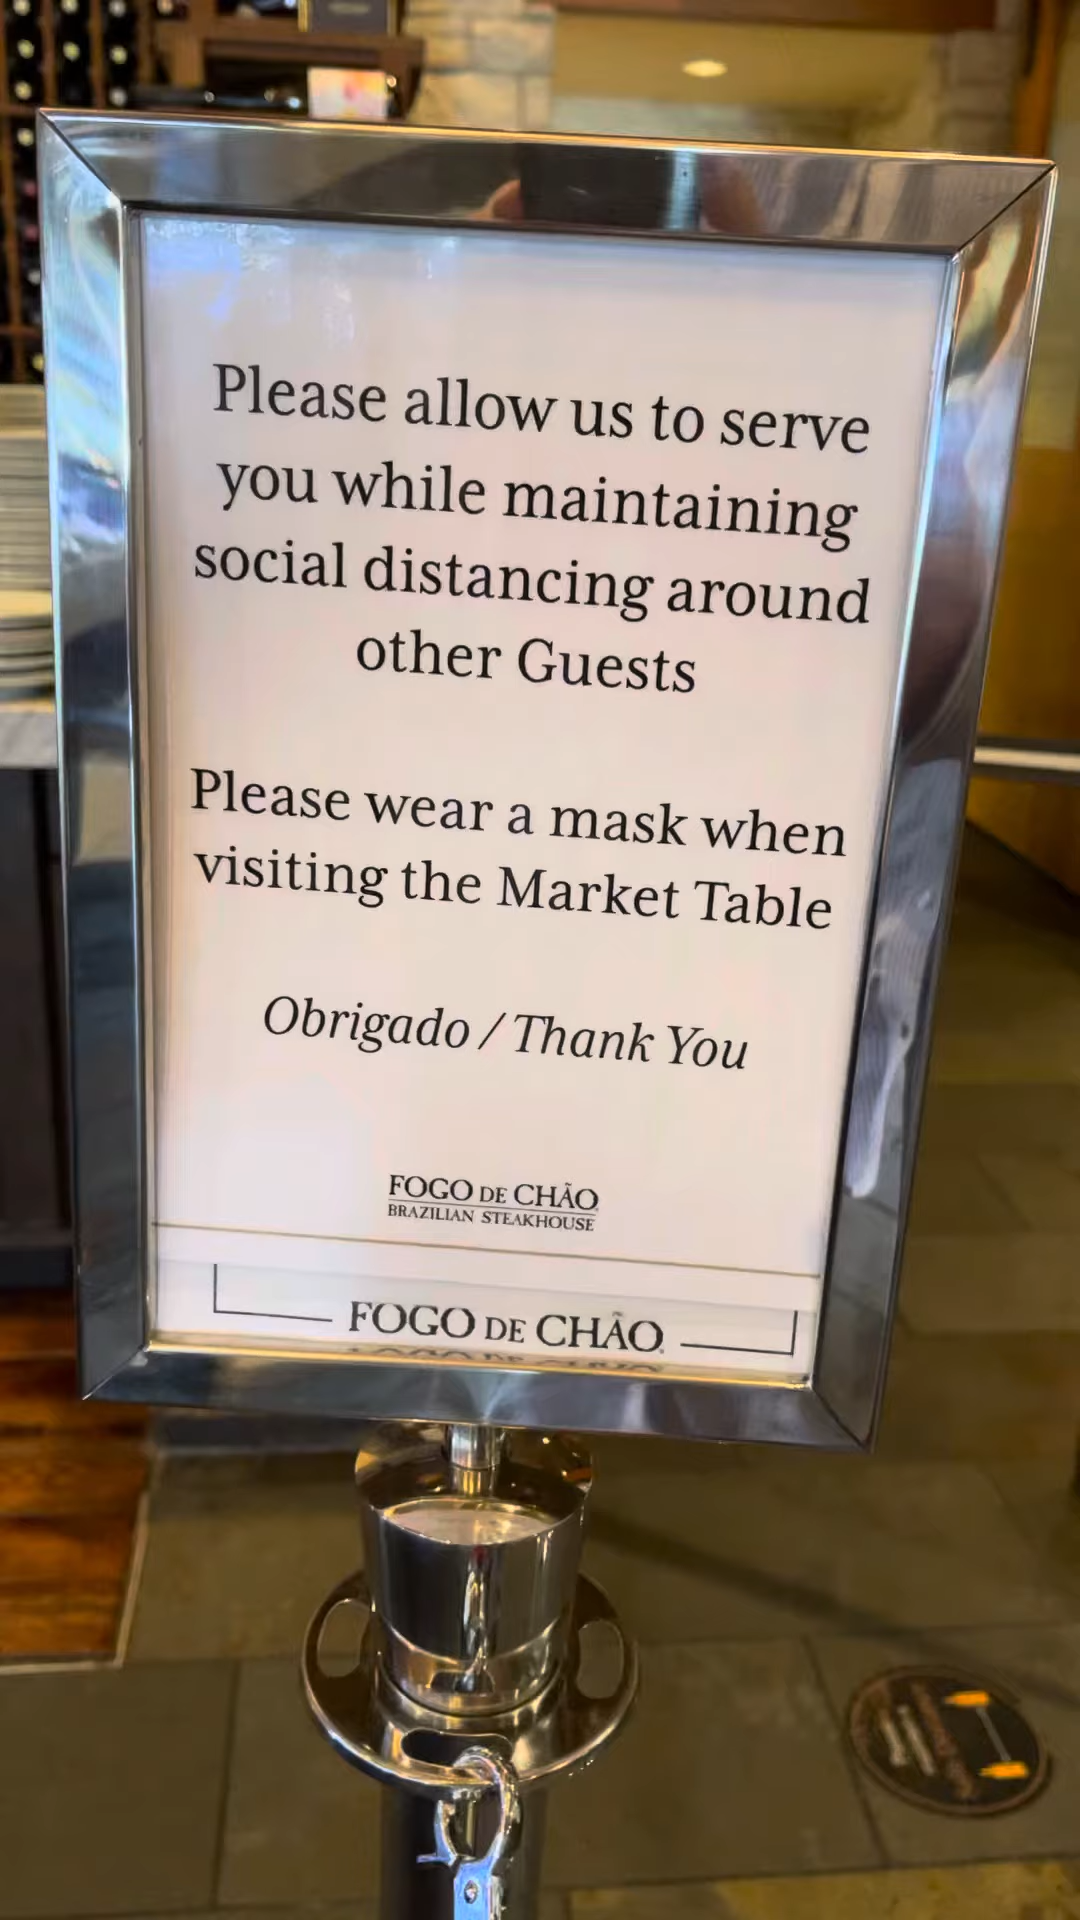 Please allow us to serve
you while maintaining
social distancing around
other Guests
Please wear a mask when
visiting the Market Table
Obrigado / Thank You
FOGO DE CHÃO
BRAZILIAN STEAKHOUSE
FOGO DE CHÃO